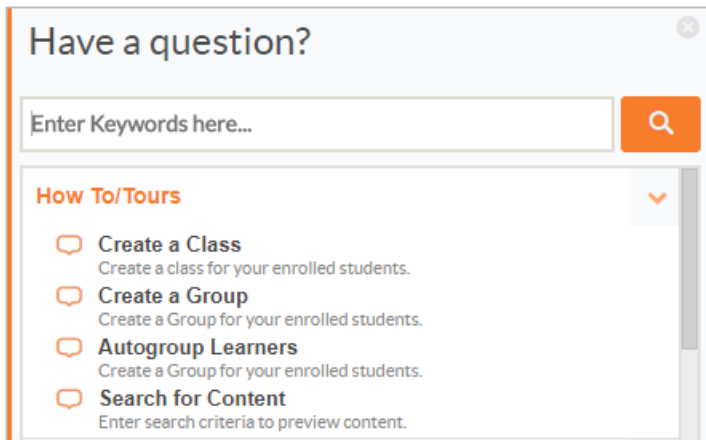 Have a question?
Enter Keywords here...
How To/Tours
Create a Class
Create a class for your enrolled students.
Create a Group
Create a Group for your enrolled students.
Autogroup Learners
Create a Group for your enrolled students.
Search for Content
Enter search criteria to preview content.